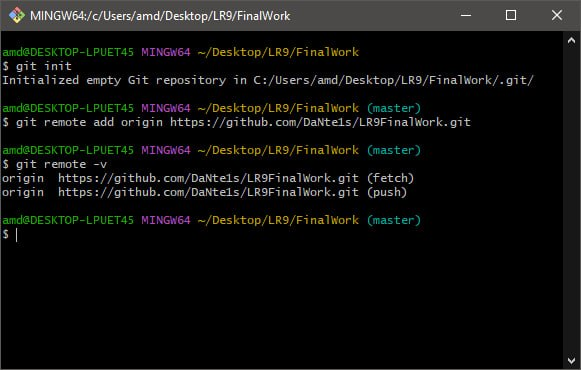 MINGW64:/c/Users/amd/Desktop/LR9/FinalWork
amd@DESKTOP-LPUET45 MINGW64 ~/Desktop/LR9/FinalWork
$ git init
Initialized empty Git repository in C:/Users/amd/Desktop/LR9/FinalWork/.git/
amd@DESKTOP-LPUET45 MINGW64 ~/Desktop/LR9/FinalWork (master)
$ git remote add origin https://github.com/DaNte1s/LR9FinalWork.git
amd@DESKTOP-LPUET45 MINGW64 ~/Desktop/LR9/FinalWork (master)
$ git remote -v
origin  https://github.com/DaNte1s/LR9FinalWork.git (fetch)
origin  https://github.com/DaNte1s/LR9FinalWork.git (push)
amd@DESKTOP-LPUET45 MINGW64 ~/Desktop/LR9/FinalWork (master)
$